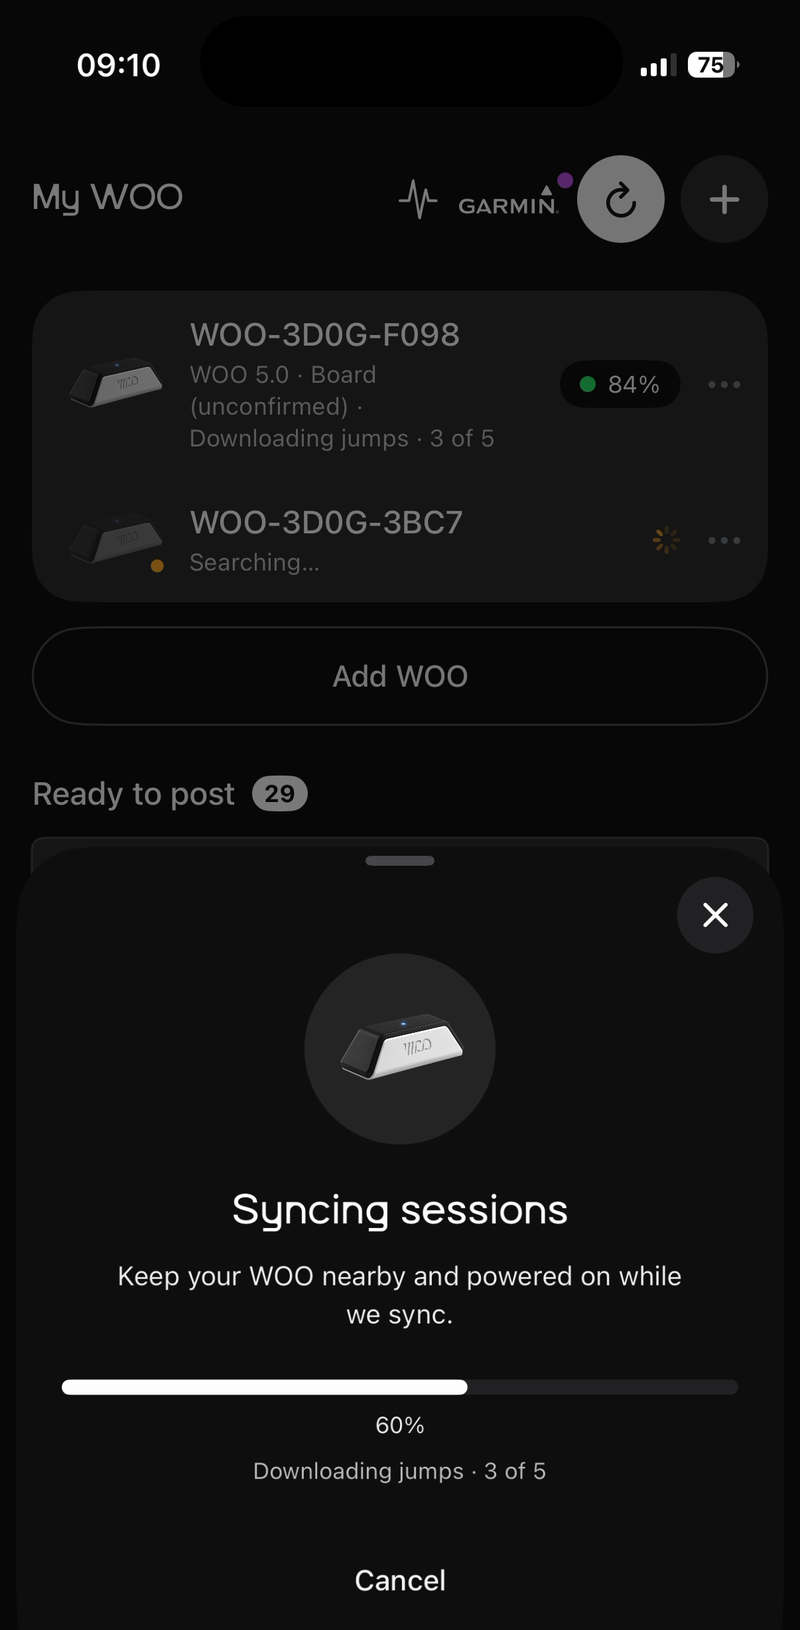 09:10
75
My WOO
GARMIN
WOO-3D0G-F098
WOO 5.0 · Board
(unconfirmed) ·
Downloading jumps · 3 of 5
84%
WOO-3D0G-3BC7
Searching...
Add WOO
Ready to post 29
WOO
Syncing sessions
Keep your WOO nearby and powered on while
we sync.
60%
Downloading jumps · 3 of 5
Cancel